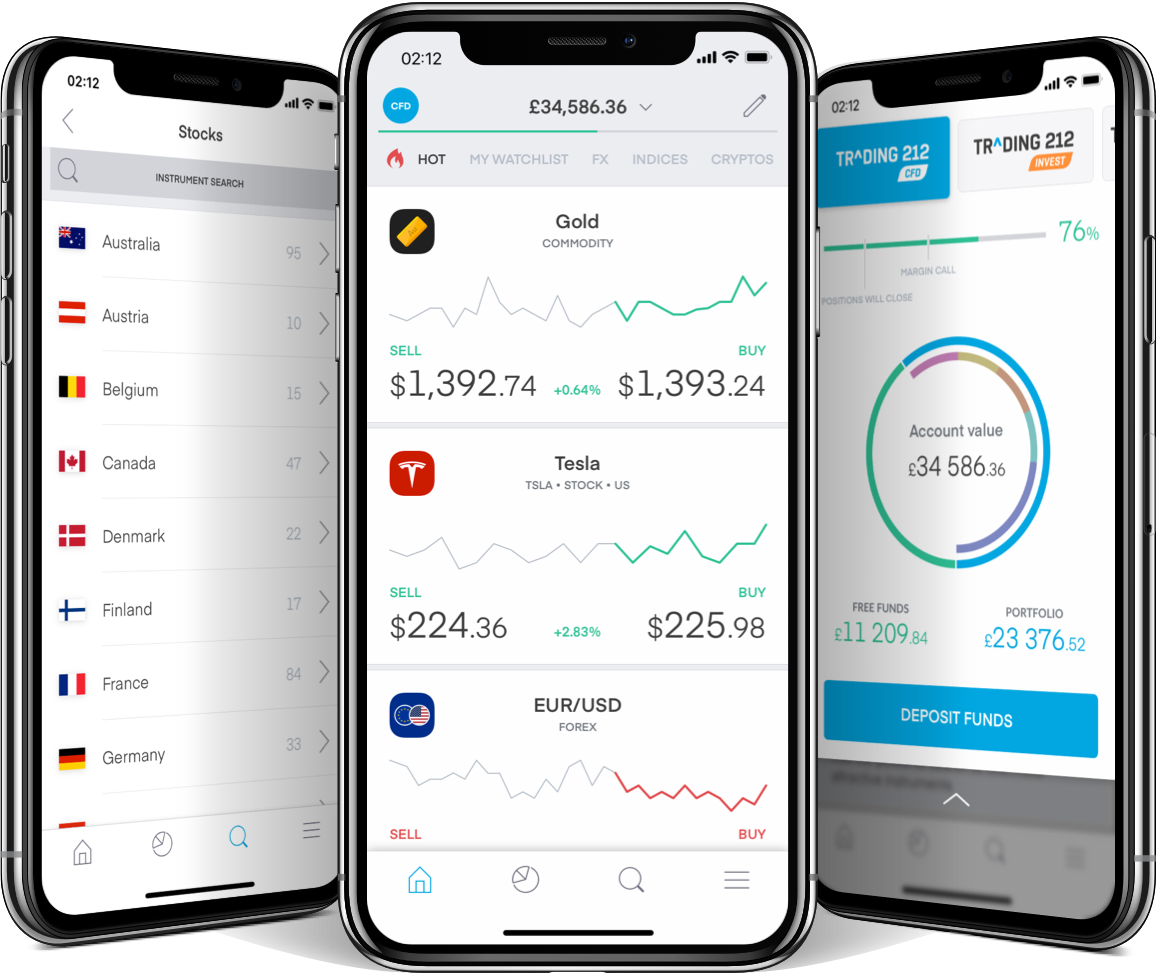 02:12
Stocks
INSTRUMENT SEARCH
Australia 95
Austria 10
Belgium 15
Canada 47
Denmark 22
Finland 17
France 84
Germany 33
02:12
CFD £34,586.36
HOT MY WATCHLIST FX INDICES CRYPTOS
Gold
COMMODITY
SELL BUY
$1,392.74 +0.64% $1,393.24
Tesla
TSLA • STOCK • US
SELL BUY
$224.36 +2.83% $225.98
EUR/USD
FOREX
SELL BUY
02:12
TR^DING 212
CFD
TR^DING 212
INVEST
76%
MARGIN CALL
POSITIONS WILL CLOSE
Account value
£34 586.36
FREE FUNDS PORTFOLIO
£11 209.84 £23 376.52
DEPOSIT FUNDS